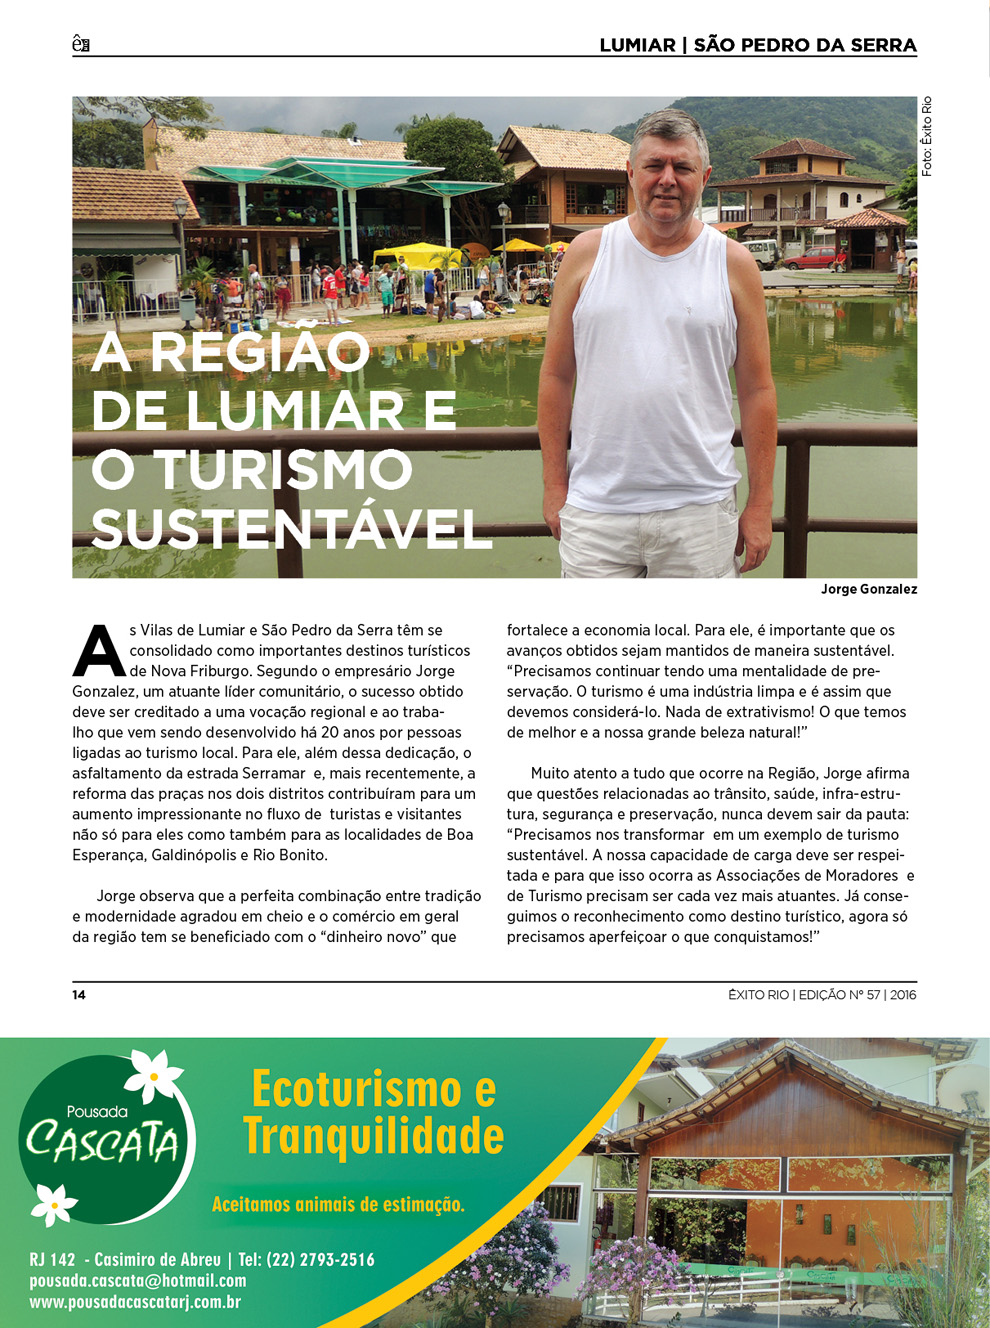 ê
LUMIAR | SÃO PEDRO DA SERRA
Foto: Êxito Rio
A REGIÃO
DE LUMIAR E
O TURISMO
SUSTENTÁVEL
Jorge Gonzalez
As Vilas de Lumiar e São Pedro da Serra têm se
consolidado como importantes destinos turísticos
de Nova Friburgo. Segundo o empresário Jorge
Gonzalez, um atuante líder comunitário, o sucesso obtido
deve ser creditado a uma vocação regional e ao traba-
lho que vem sendo desenvolvido há 20 anos por pessoas
ligadas ao turismo local. Para ele, além dessa dedicação, o
asfaltamento da estrada Serramar e, mais recentemente, a
reforma das praças nos dois distritos contribuíram para um
aumento impressionante no fluxo de turistas e visitantes
não só para eles como também para as localidades de Boa
Esperança, Galdinópolis e Rio Bonito.
Jorge observa que a perfeita combinação entre tradição
e modernidade agradou em cheio e o comércio em geral
da região tem se beneficiado com o “dinheiro novo” que
fortalece a economia local. Para ele, é importante que os
avanços obtidos sejam mantidos de maneira sustentável.
“Precisamos continuar tendo uma mentalidade de pre-
servação. O turismo é uma indústria limpa e é assim que
devemos considerá-lo. Nada de extrativismo! O que temos
de melhor e a nossa grande beleza natural!”
Muito atento a tudo que ocorre na Região, Jorge afirma
que questões relacionadas ao trânsito, saúde, infra-estru-
tura, segurança e preservação, nunca devem sair da pauta:
“Precisamos nos transformar em um exemplo de turismo
sustentável. A nossa capacidade de carga deve ser respei-
tada e para que isso ocorra as Associações de Moradores e
de Turismo precisam ser cada vez mais atuantes. Já conse-
guimos o reconhecimento como destino turístico, agora só
precisamos aperfeiçoar o que conquistamos!”
14
ÊXITO RIO | EDIÇÃO Nº 57 | 2016
Pousada
CASCATA
Ecoturismo e
Tranquilidade
Aceitamos animais de estimação.
RJ 142 - Casimiro de Abreu | Tel: (22) 2793-2516
pousada.cascata@hotmail.com
www.pousadacascatarj.com.br